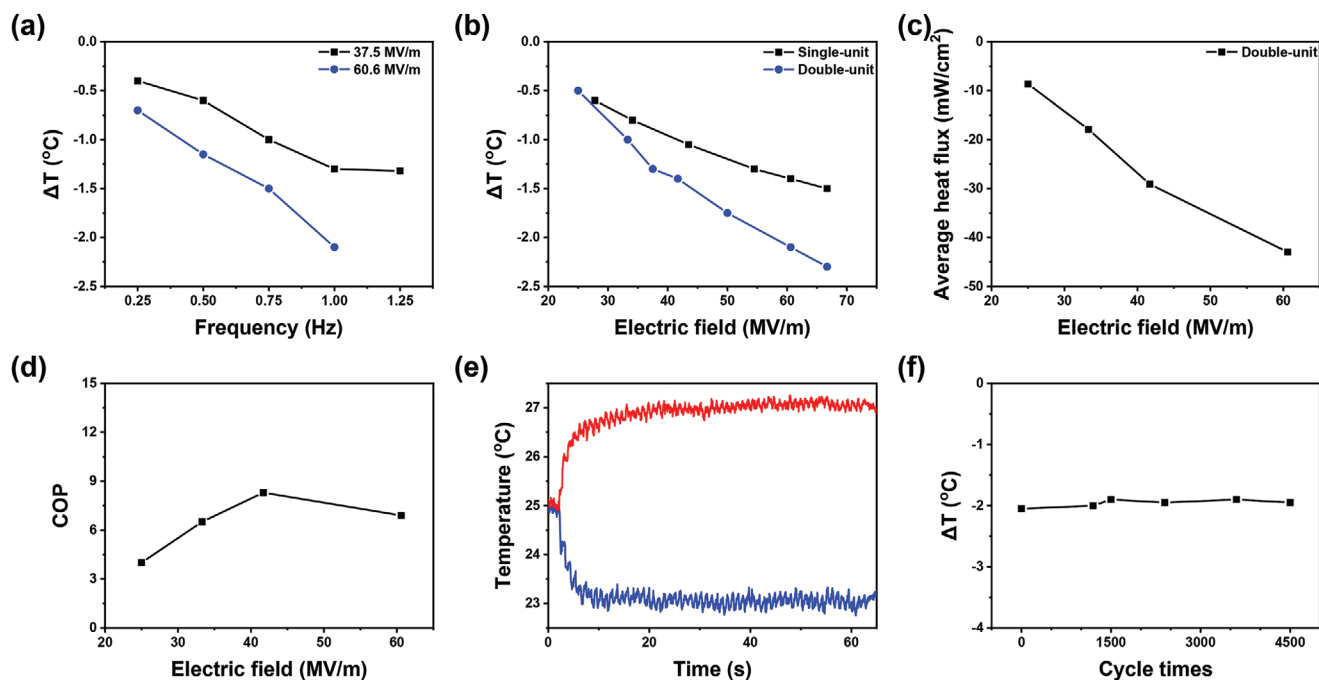 (a)
0.0
-0.5
-1.0
-1.5
-2.0
-2.5
ΔT (°C)
37.5 MV/m
60.6 MV/m
0.25 0.50 0.75 1.00 1.25
Frequency (Hz)
(b)
0.0
-0.5
-1.0
-1.5
-2.0
-2.5
ΔT (°C)
Single-unit
Double-unit
20 30 40 50 60 70
Electric field (MV/m)
(c)
0
-10
-20
-30
-40
-50
Average heat flux (mW/cm²)
Double-unit
20 30 40 50 60
Electric field (MV/m)
(d)
15
12
9
6
3
0
COP
20 30 40 50 60
Electric field (MV/m)
(e)
27
26
25
24
23
Temperature (°C)
0 20 40 60
Time (s)
(f)
0
-1
-2
-3
-4
ΔT (°C)
0 1500 3000 4500
Cycle times